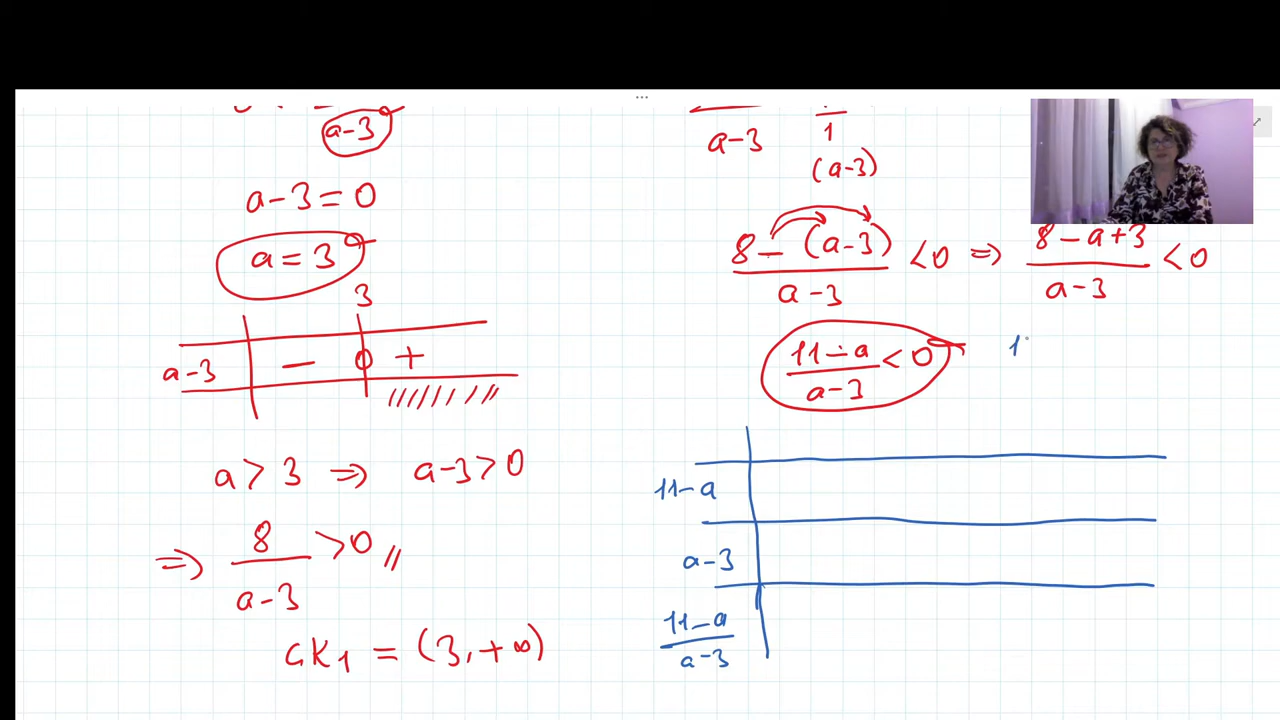 a-3
a-3=0
a=3
3
a-3 — 0 +
a > 3 ⇒ a-3 > 0
⇒ 8/(a-3) > 0 //
ÇK₁ = (3, +∞)
a-3
1
(a-3)
(8-(a-3))/(a-3) < 0 ⇒ (8-a+3)/(a-3) < 0
(11-a)/(a-3) < 0
1
11-a
a-3
(11-a)/(a-3)